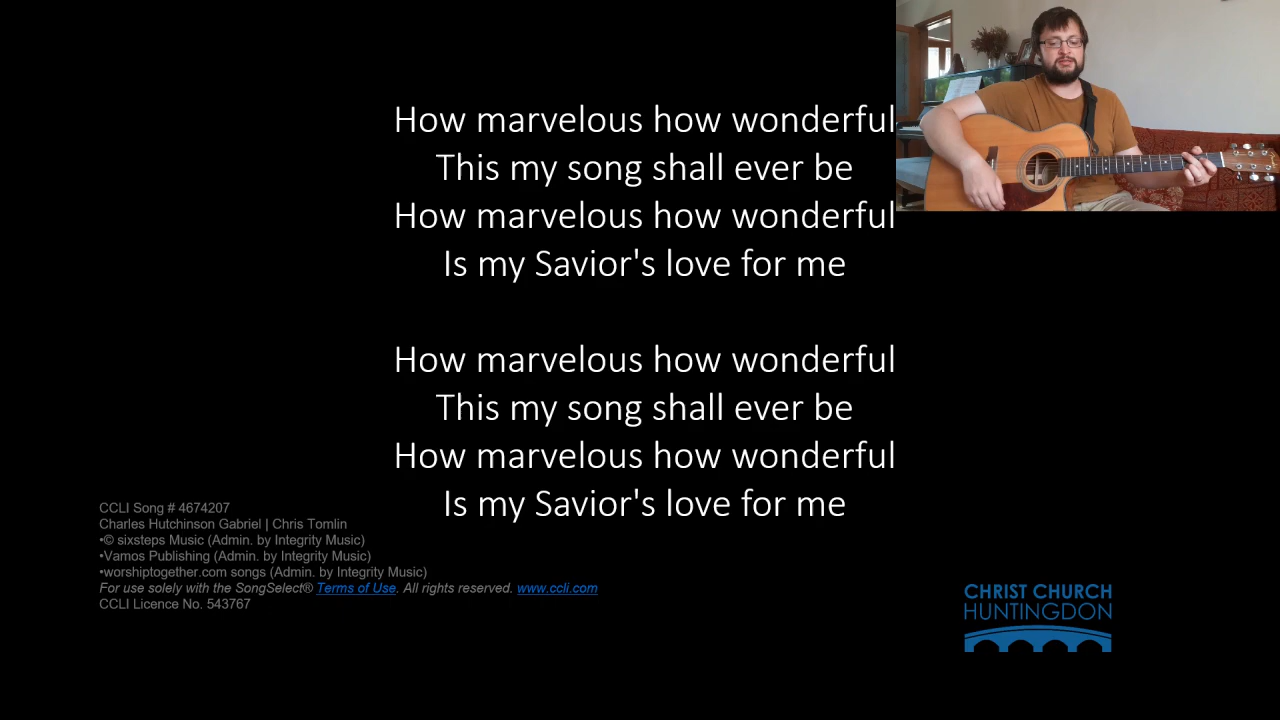 How marvelous how wonderful
This my song shall ever be
How marvelous how wonderful
Is my Savior's love for me
How marvelous how wonderful
This my song shall ever be
How marvelous how wonderful
Is my Savior's love for me
CCLI Song # 4674207
Charles Hutchinson Gabriel | Chris Tomlin
•© sixsteps Music (Admin. by Integrity Music)
•Vamos Publishing (Admin. by Integrity Music)
•worshiptogether.com songs (Admin. by Integrity Music)
For use solely with the SongSelect® Terms of Use. All rights reserved. www.ccli.com
CCLI Licence No. 543767
CHRIST CHURCH
HUNTINGDON